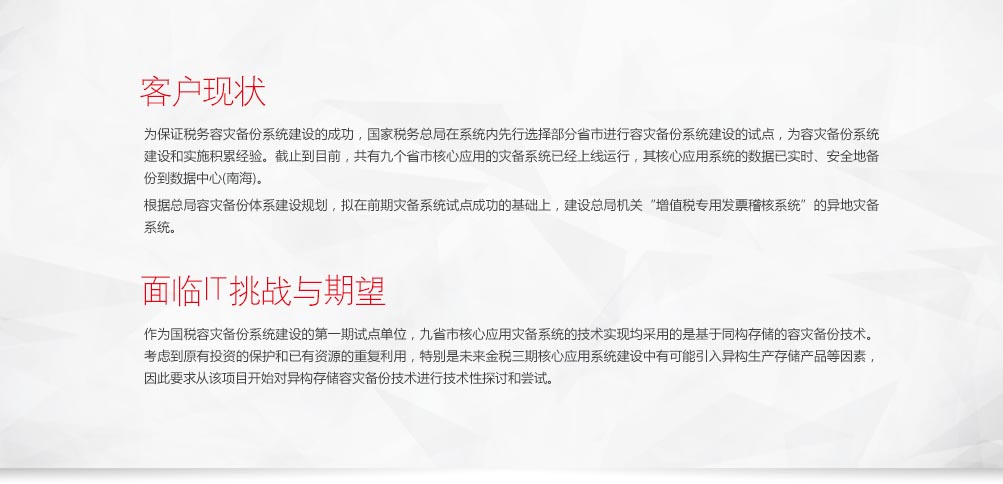 客户现状
为保证税务容灾备份系统建设的成功，国家税务总局在系统内先行选择部分省市进行容灾备份系统建设的试点，为容灾备份系统
建设和实施积累经验。截止到目前，共有九个省市核心应用的灾备系统已经上线运行，其核心应用系统的数据已实时、安全地备
份到数据中心(南海)。
根据总局容灾备份体系建设规划，拟在前期灾备系统试点成功的基础上，建设总局机关“增值税专用发票稽核系统”的异地灾备
系统。
面临IT挑战与期望
作为国税容灾备份系统建设的第一期试点单位，九省市核心应用灾备系统的技术实现均采用的是基于同构存储的容灾备份技术。
考虑到原有投资的保护和已有资源的重复利用，特别是未来金税三期核心应用系统建设中有可能引入异构生产存储产品等因素，
因此要求从该项目开始对异构存储容灾备份技术进行技术性探讨和尝试。